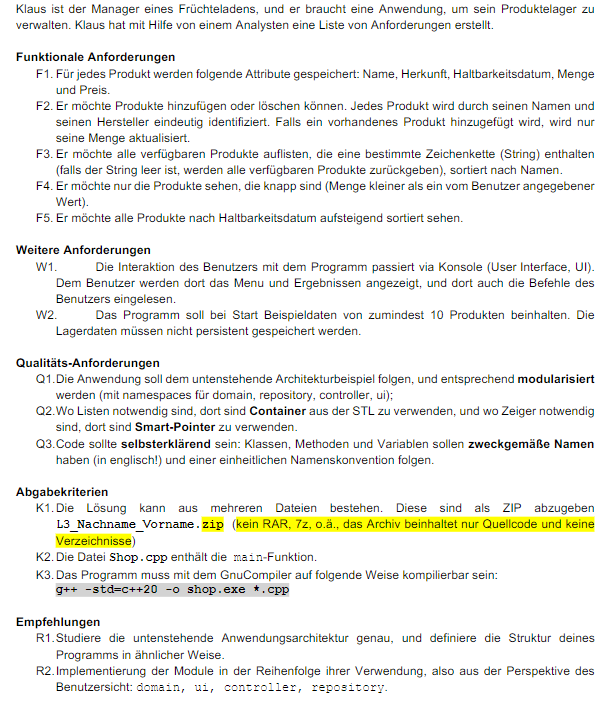 Klaus ist der Manager eines Früchteladens, und er braucht eine Anwendung, um sein Produktelager zu
verwalten. Klaus hat mit Hilfe von einem Analysten eine Liste von Anforderungen erstellt.
Funktionale Anforderungen
F1. Für jedes Produkt werden folgende Attribute gespeichert: Name, Herkunft, Haltbarkeitsdatum, Menge
und Preis.
F2. Er möchte Produkte hinzufügen oder löschen können. Jedes Produkt wird durch seinen Namen und
seinen Hersteller eindeutig identifiziert. Falls ein vorhandenes Produkt hinzugefügt wird, wird nur
seine Menge aktualisiert.
F3. Er möchte alle verfügbaren Produkte auflisten, die eine bestimmte Zeichenkette (String) enthalten
(falls der String leer ist, werden alle verfügbaren Produkte zurückgeben), sortiert nach Namen.
F4. Er möchte nur die Produkte sehen, die knapp sind (Menge kleiner als ein vom Benutzer angegebener
Wert).
F5. Er möchte alle Produkte nach Haltbarkeitsdatum aufsteigend sortiert sehen.
Weitere Anforderungen
W1. Die Interaktion des Benutzers mit dem Programm passiert via Konsole (User Interface, UI).
Dem Benutzer werden dort das Menu und Ergebnissen angezeigt, und dort auch die Befehle des
Benutzers eingelesen.
W2. Das Programm soll bei Start Beispieldaten von zumindest 10 Produkten beinhalten. Die
Lagerdaten müssen nicht persistent gespeichert werden.
Qualitäts-Anforderungen
Q1. Die Anwendung soll dem untenstehende Architekturbeispiel folgen, und entsprechend modularisiert
werden (mit namespaces für domain, repository, controller, ui);
Q2. Wo Listen notwendig sind, dort sind Container aus der STL zu verwenden, und wo Zeiger notwendig
sind, dort sind Smart-Pointer zu verwenden.
Q3. Code sollte selbsterklärend sein: Klassen, Methoden und Variablen sollen zweckgemäße Namen
haben (in englisch!) und einer einheitlichen Namenskonvention folgen.
Abgabekriterien
K1. Die Lösung kann aus mehreren Dateien bestehen. Diese sind als ZIP abzugeben
L3_Nachname_Vorname.zip (kein RAR, 7z, o.ä., das Archiv beinhaltet nur Quellcode und keine
Verzeichnisse)
K2. Die Datei Shop.cpp enthält die main-Funktion.
K3. Das Programm muss mit dem GnuCompiler auf folgende Weise kompilierbar sein:
g++ -std=c++20 -o shop.exe *.cpp
Empfehlungen
R1. Studiere die untenstehende Anwendungsarchitektur genau, und definiere die Struktur deines
Programms in ähnlicher Weise.
R2. Implementierung der Module in der Reihenfolge ihrer Verwendung, also aus der Perspektive des
Benutzersicht: domain, ui, controller, repository.